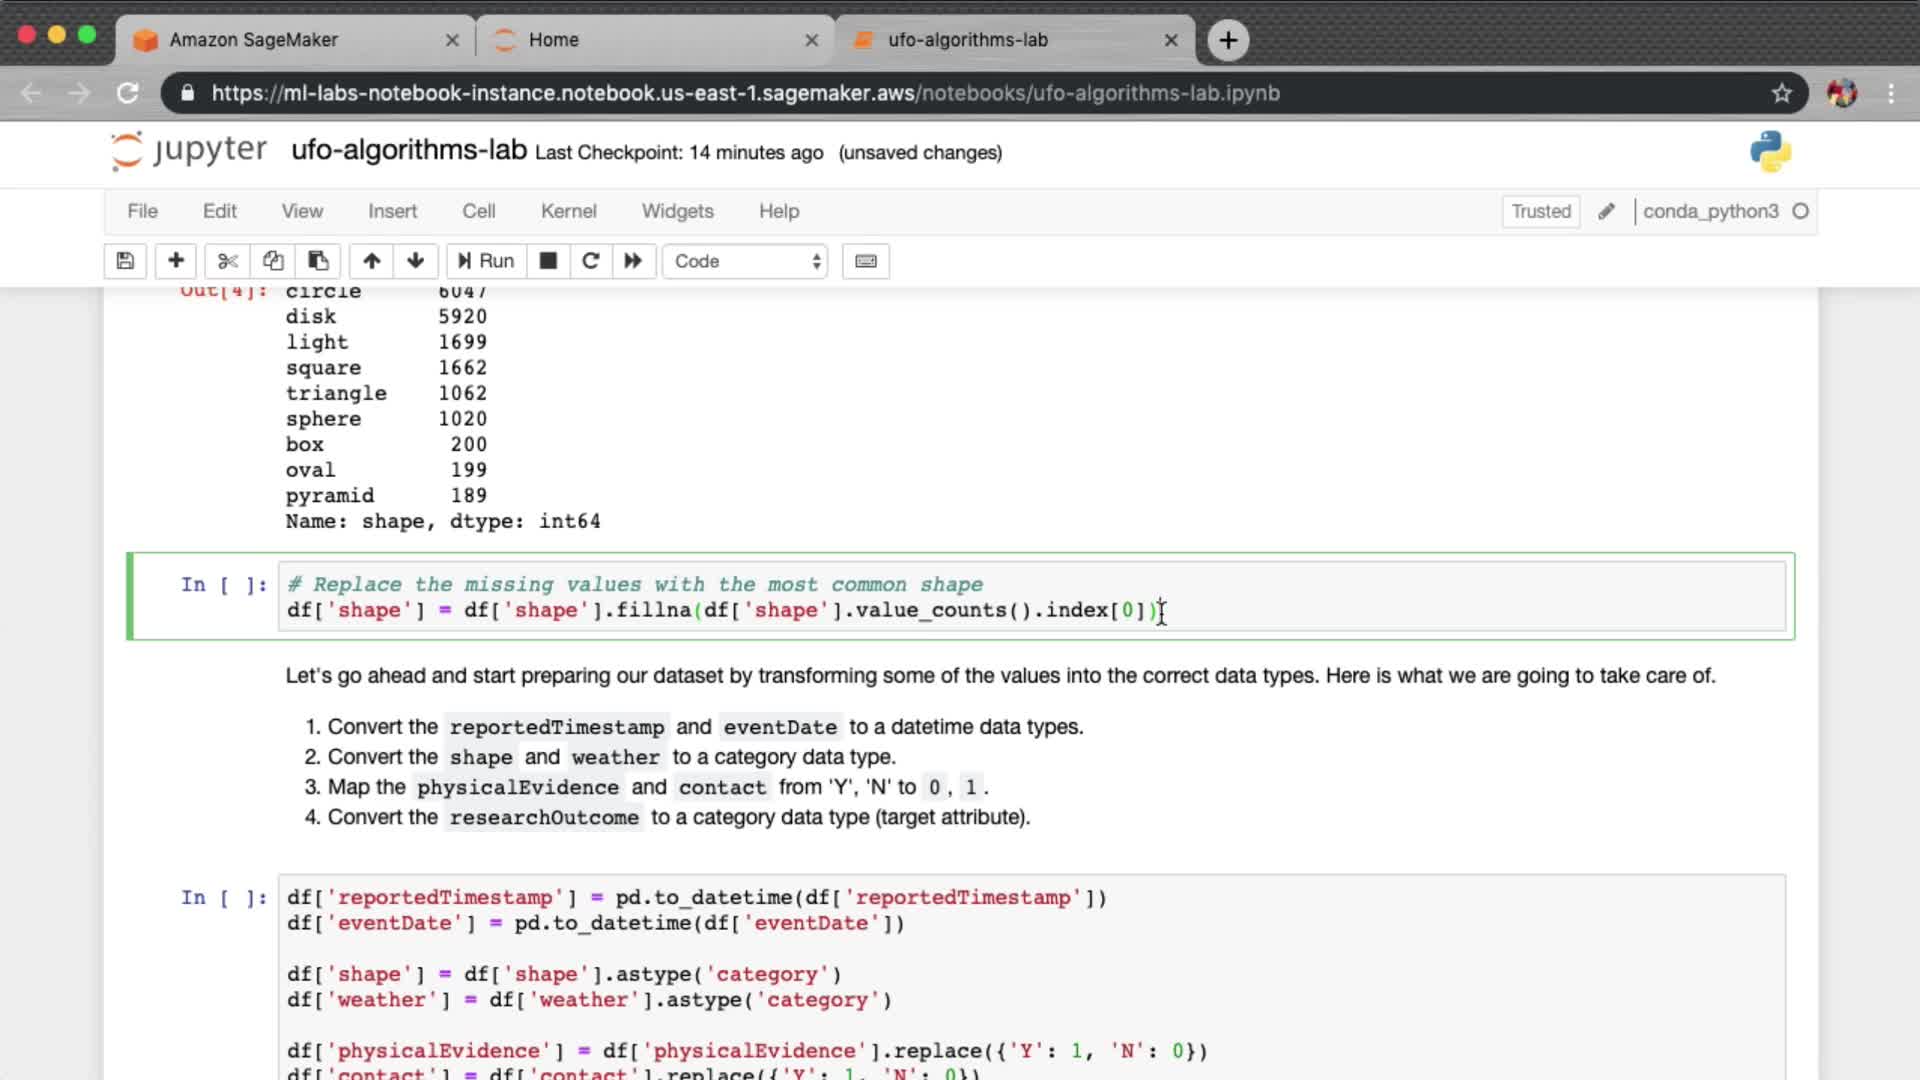 Amazon SageMaker
Home
ufo-algorithms-lab
https://ml-labs-notebook-instance.notebook.us-east-1.sagemaker.aws/notebooks/ufo-algorithms-lab.ipynb
jupyter ufo-algorithms-lab Last Checkpoint: 14 minutes ago (unsaved changes)
File Edit View Insert Cell Kernel Widgets Help Trusted conda_python3
Run Code
Out[4]: circle 6047
disk 5920
light 1699
square 1662
triangle 1062
sphere 1020
box 200
oval 199
pyramid 189
Name: shape, dtype: int64
In [ ]: # Replace the missing values with the most common shape
df['shape'] = df['shape'].fillna(df['shape'].value_counts().index[0])
Let's go ahead and start preparing our dataset by transforming some of the values into the correct data types. Here is what we are going to take care of.
1. Convert the reportedTimestamp and eventDate to a datetime data types.
2. Convert the shape and weather to a category data type.
3. Map the physicalEvidence and contact from 'Y', 'N' to 0, 1.
4. Convert the researchOutcome to a category data type (target attribute).
In [ ]: df['reportedTimestamp'] = pd.to_datetime(df['reportedTimestamp'])
df['eventDate'] = pd.to_datetime(df['eventDate'])
df['shape'] = df['shape'].astype('category')
df['weather'] = df['weather'].astype('category')
df['physicalEvidence'] = df['physicalEvidence'].replace({'Y': 1, 'N': 0})
df['contact'] = df['contact'].replace({'Y': 1, 'N': 0})